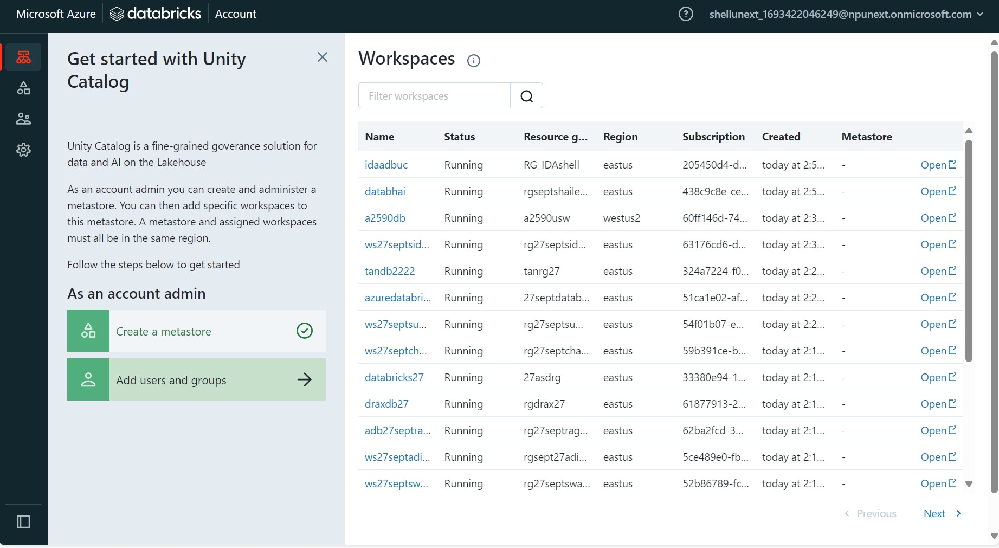 Microsoft Azure databricks Account shellunext_1693422046249@npunext.onmicrosoft.com
Get started with Unity
Catalog
Unity Catalog is a fine-grained goverance solution for
data and AI on the Lakehouse
As an account admin you can create and administer a
metastore. You can then add specific workspaces to
this metastore. A metastore and assigned workspaces
must all be in the same region.
Follow the steps below to get started
As an account admin
Create a metastore
Add users and groups
Workspaces
Filter workspaces
Name Status Resource g... Region Subscription Created Metastore
idaadbuc Running RG_IDAshell eastus 205450d4-d... today at 2:5... - Open
databhai Running rgseptshaile... eastus 438c9c8e-ce... today at 2:5... - Open
a2590db Running a2590usw westus2 60ff146d-74... today at 2:3... - Open
ws27septsid... Running rg27septsid... eastus 63176cd6-d... today at 2:3... - Open
tandb2222 Running tanrg27 eastus 324a7224-f0... today at 2:2... - Open
azuredatabri... Running 27septdatab... eastus 51ca1e02-af... today at 2:2... - Open
ws27septsu... Running rg27septsu... eastus 54f01b07-e... today at 2:2... - Open
ws27septch... Running rg27septcha... eastus 59b391ce-b... today at 2:1... - Open
databricks27 Running 27asdrg eastus 33380e94-1... today at 2:1... - Open
draxdb27 Running rgdrax27 eastus 61877913-2... today at 2:1... - Open
adb27septra... Running rg27septrag... eastus 62ba2fcd-3... today at 2:1... - Open
ws27septadi... Running rgsept27adi... eastus 5ce489e0-fb... today at 2:1... - Open
ws27septsw... Running rg27septswa... eastus 52b86789-fc... today at 2:1... - Open
Previous Next